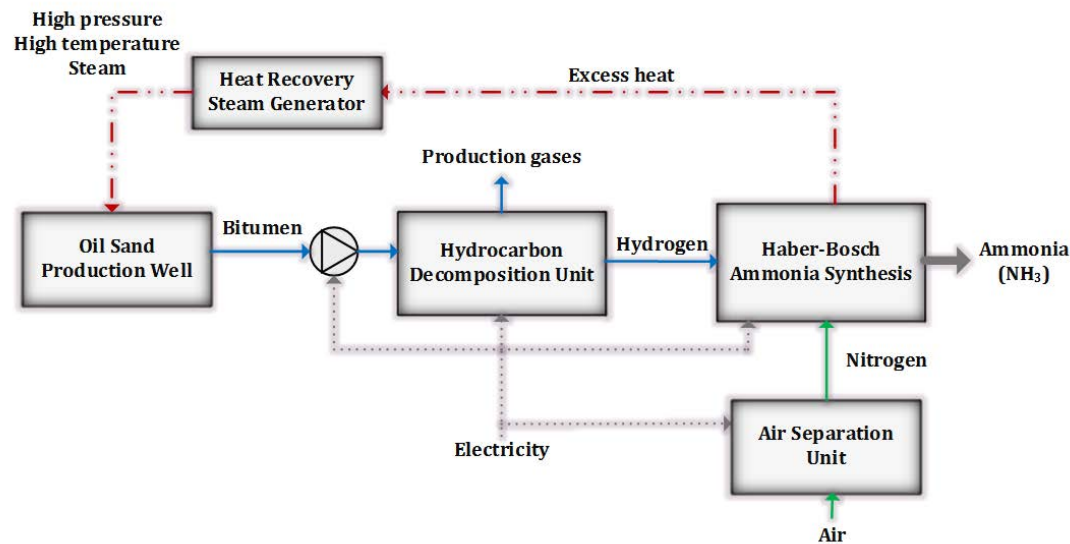 High pressure
High temperature
Steam
Heat Recovery
Steam Generator
Excess heat
Production gases
Oil Sand
Production Well
Bitumen
Hydrocarbon
Decomposition Unit
Hydrogen
Haber-Bosch
Ammonia Synthesis
Ammonia
(NH₃)
Nitrogen
Electricity
Air Separation
Unit
Air